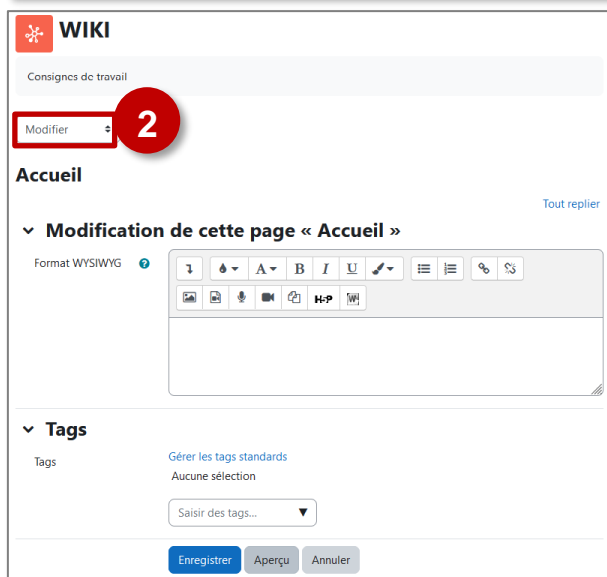 WIKI
Consignes de travail
Modifier
2
Accueil
Tout replier
Modification de cette page « Accueil »
Format WYSIWYG ?
A B I U
H-P W
Tags
Tags
Gérer les tags standards
Aucune sélection
Saisir des tags...
Enregistrer Aperçu Annuler